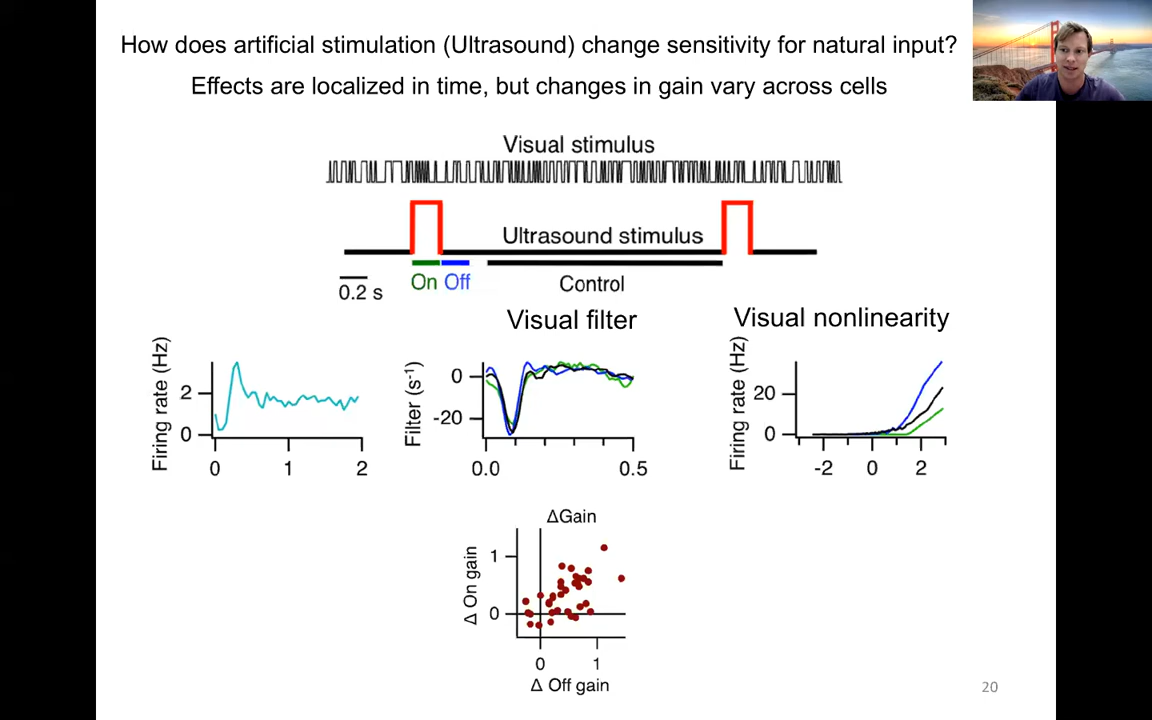 How does artificial stimulation (Ultrasound) change sensitivity for natural input?
Effects are localized in time, but changes in gain vary across cells
Visual stimulus
Ultrasound stimulus
On Off
Control
0.2 s
Visual filter
Visual nonlinearity
Firing rate (Hz)
2
0
0 1 2
Filter (s⁻¹)
0
-20
0.0 0.5
Firing rate (Hz)
20
0
-2 0 2
ΔGain
Δ On gain
1
0
0 1
Δ Off gain
20